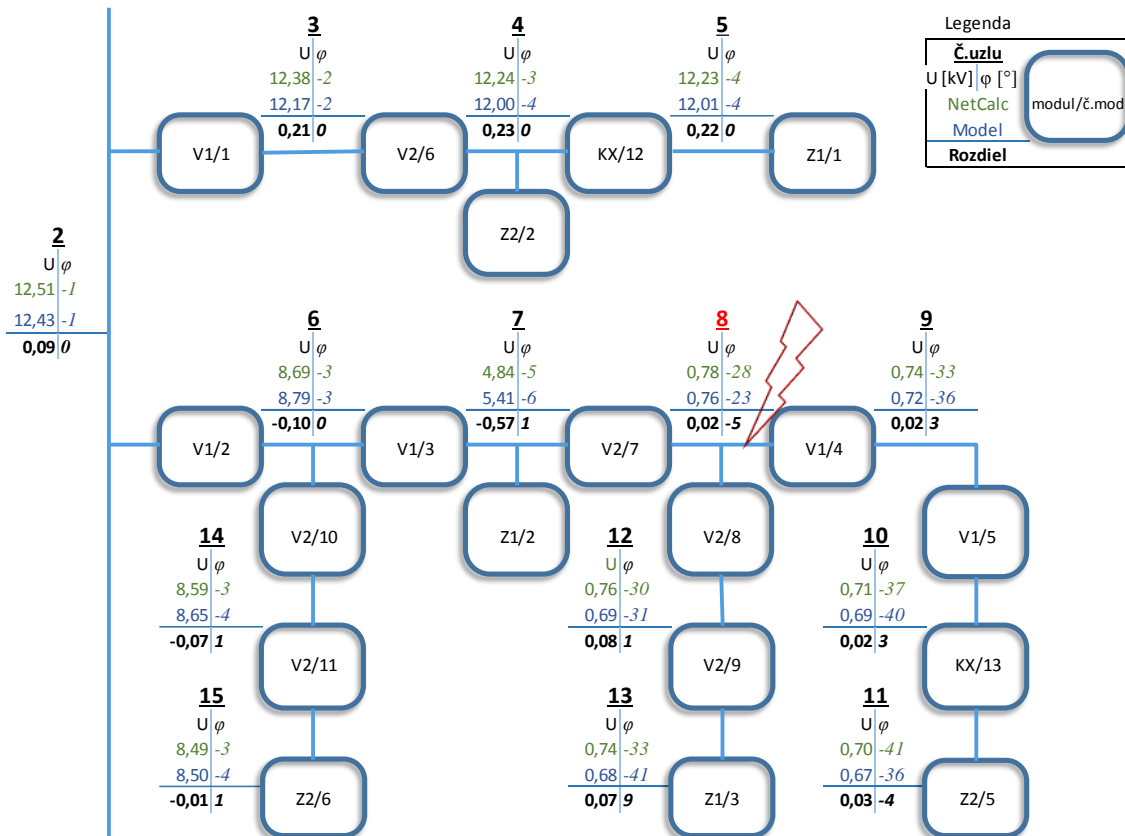 Legenda
Č.uzlu
U [kV] φ [°]
NetCalc
Model
Rozdiel
modul/č.mod
3
U φ
12,38 -2
12,17 -2
0,21 0
4
U φ
12,24 -3
12,00 -4
0,23 0
5
U φ
12,23 -4
12,01 -4
0,22 0
V1/1
V2/6
KX/12
Z1/1
Z2/2
2
U φ
12,51 -1
12,43 -1
0,09 0
6
U φ
8,69 -3
8,79 -3
-0,10 0
7
U φ
4,84 -5
5,41 -6
-0,57 1
8
U φ
0,78 -28
0,76 -23
0,02 -5
9
U φ
0,74 -33
0,72 -36
0,02 3
V1/2
V1/3
V2/7
V1/4
V2/10
Z1/2
V2/8
V1/5
14
U φ
8,59 -3
8,65 -4
-0,07 1
12
U φ
0,76 -30
0,69 -31
0,08 1
10
U φ
0,71 -37
0,69 -40
0,02 3
V2/11
V2/9
KX/13
15
U φ
8,49 -3
8,50 -4
-0,01 1
13
U φ
0,74 -33
0,68 -41
0,07 9
11
U φ
0,70 -41
0,67 -36
0,03 -4
Z2/6
Z1/3
Z2/5